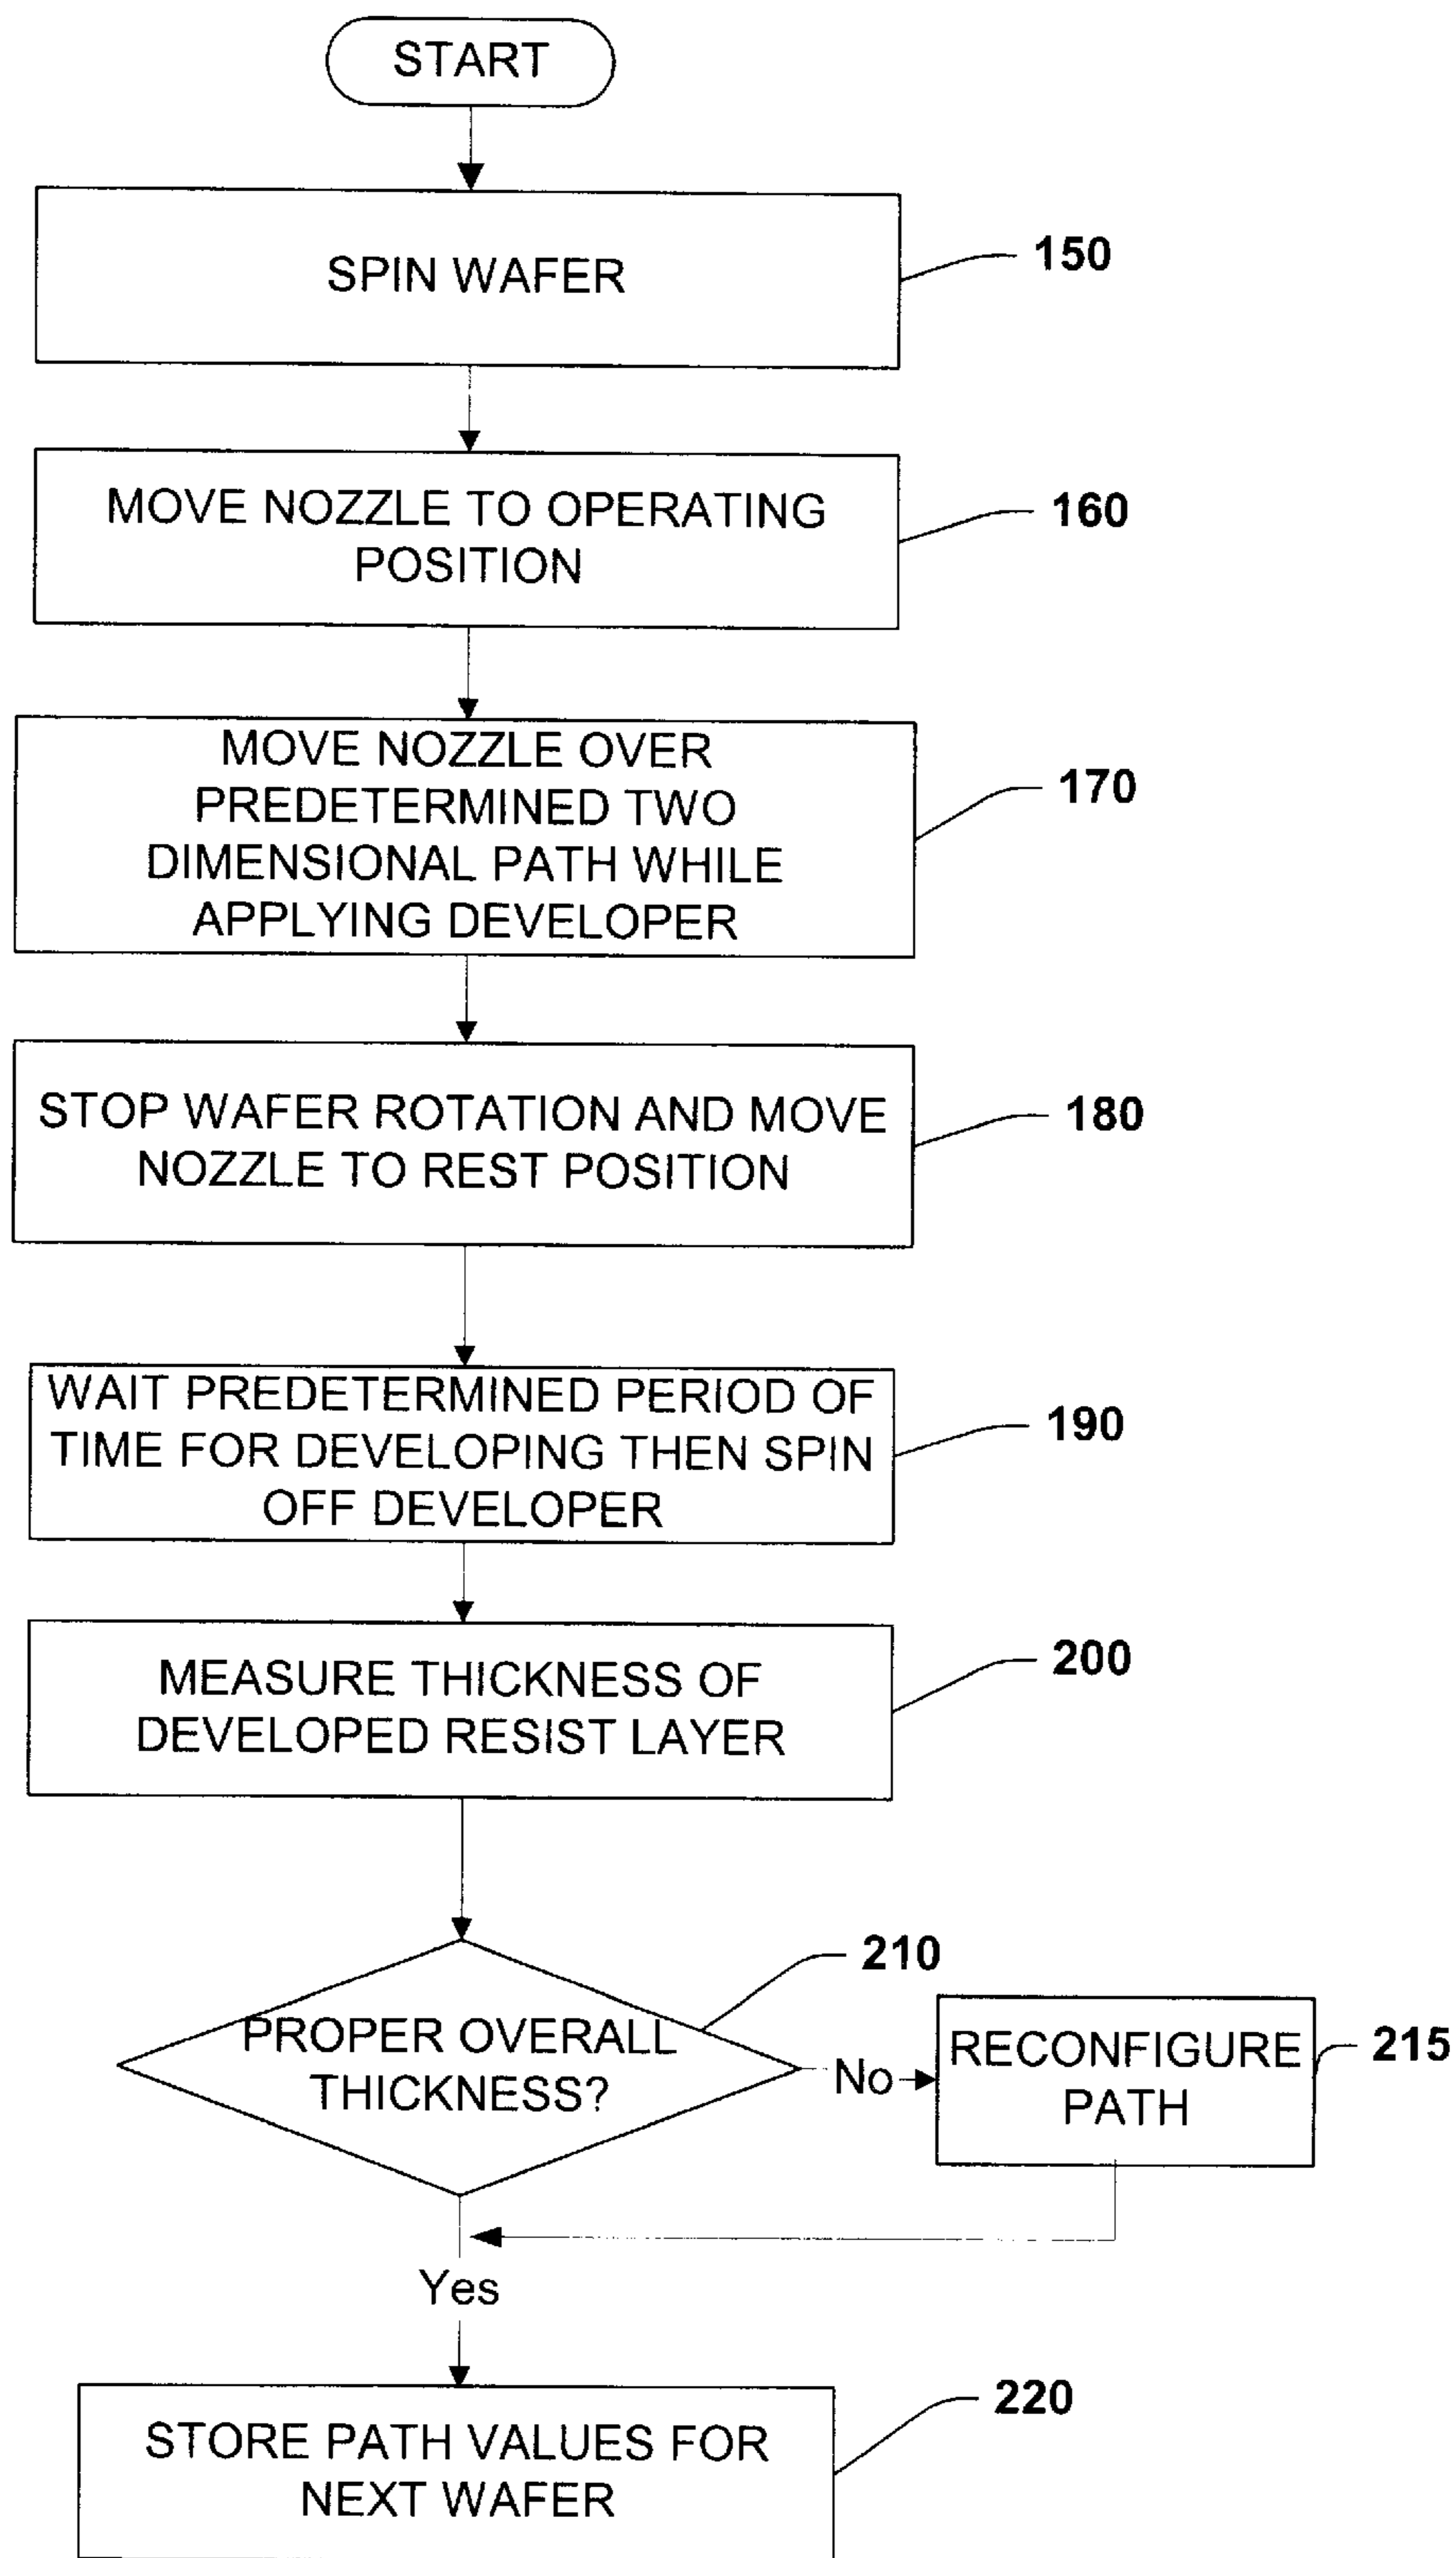 START
SPIN WAFER
150
MOVE NOZZLE TO OPERATING
POSITION
160
MOVE NOZZLE OVER
PREDETERMINED TWO
DIMENSIONAL PATH WHILE
APPLYING DEVELOPER
170
STOP WAFER ROTATION AND MOVE
NOZZLE TO REST POSITION
180
WAIT PREDETERMINED PERIOD OF
TIME FOR DEVELOPING THEN SPIN
OFF DEVELOPER
190
MEASURE THICKNESS OF
DEVELOPED RESIST LAYER
200
PROPER OVERALL
THICKNESS?
210
No
RECONFIGURE
PATH
215
Yes
STORE PATH VALUES FOR
NEXT WAFER
220